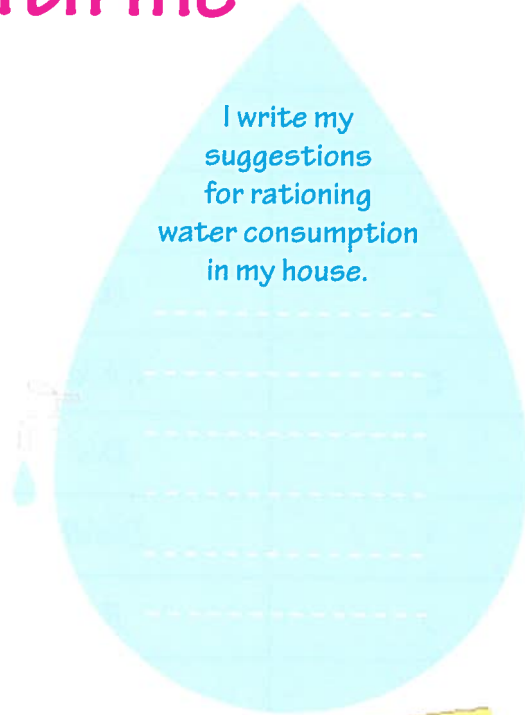 I write my
suggestions
for rationing
water consumption
in my house.